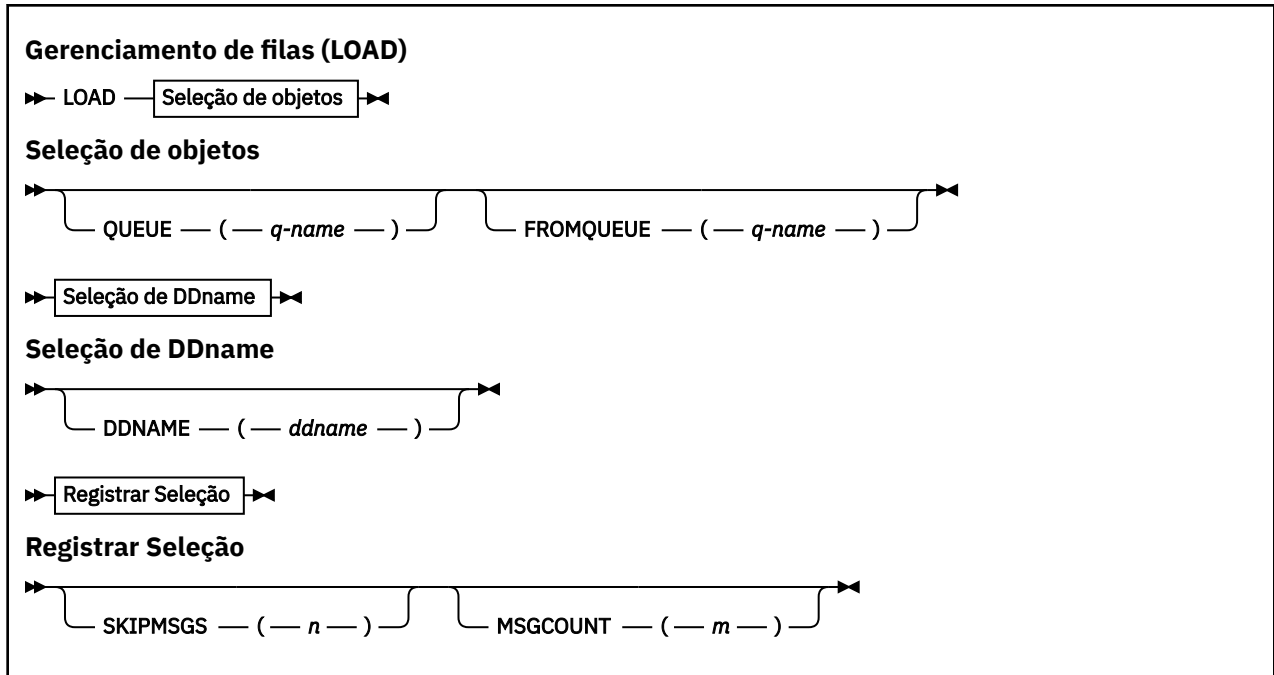 Gerenciamento de filas (LOAD)
LOAD Seleção de objetos
Seleção de objetos
QUEUE ( q-name ) FROMQUEUE ( q-name )
Seleção de DDname
Seleção de DDname
DDNAME ( ddname )
Registrar Seleção
Registrar Seleção
SKIPMSGS ( n ) MSGCOUNT ( m )